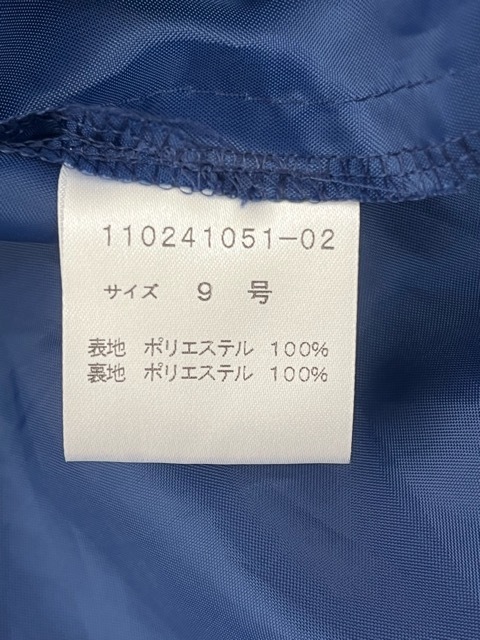 110241051-02
サイズ 9 号
表地 ポリエステル 100%
裏地 ポリエステル 100%